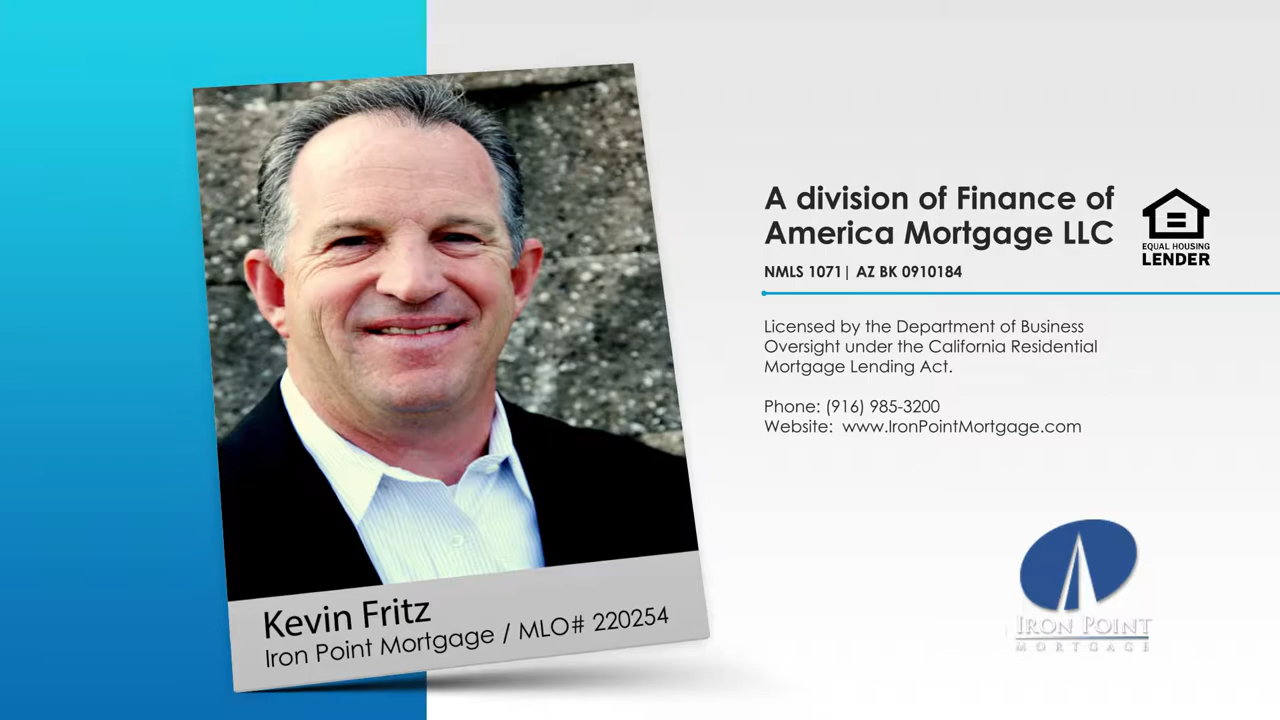 Kevin Fritz
Iron Point Mortgage / MLO# 220254
A division of Finance of
America Mortgage LLC
NMLS 1071| AZ BK 0910184
EQUAL HOUSING
LENDER
Licensed by the Department of Business
Oversight under the California Residential
Mortgage Lending Act.
Phone: (916) 985-3200
Website: www.IronPointMortgage.com
IRON POINT
MORTGAGE